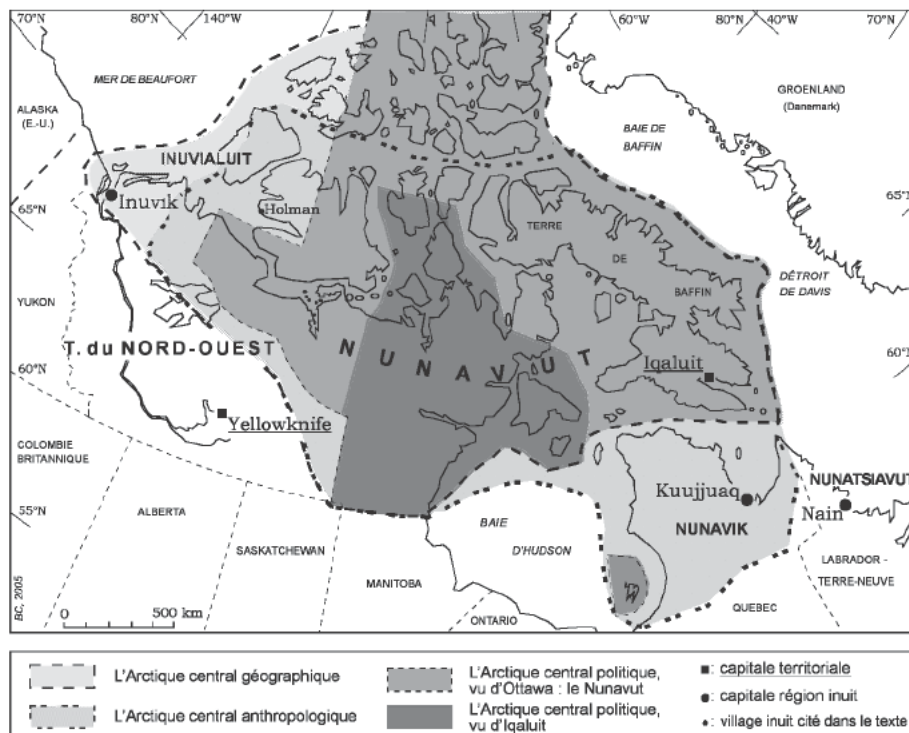 70°N
80°N
140°W
60°W
80°N
40°W
70°N
MER DE BEAUFORT
ALASKA
(E.-U.)
GROENLAND
(Danemark)
BAIE DE
BAFFIN
INUVIALUIT
Inuvik
Holman
65°N
65°N
TERRE
DE
BAFFIN
DÉTROIT
DE DAVIS
YUKON
T. du NORD-OUEST
NUNAVUT
Iqaluit
60°N
60°N
Yellowknife
COLOMBIE
BRITANNIQUE
Kuujjuaq
NUNATSIAVUT
Nain
NUNAVIK
55°N
ALBERTA
BAIE
D'HUDSON
SASKATCHEWAN
LABRADOR -
TERRE-NEUVE
MANITOBA
QUEBEC
ONTARIO
BC, 2005
0 500 km
L'Arctique central géographique
L'Arctique central anthropologique
L'Arctique central politique,
vu d'Ottawa : le Nunavut
L'Arctique central politique,
vu d'Iqaluit
: capitale territoriale
: capitale région inuit
: village inuit cité dans le texte